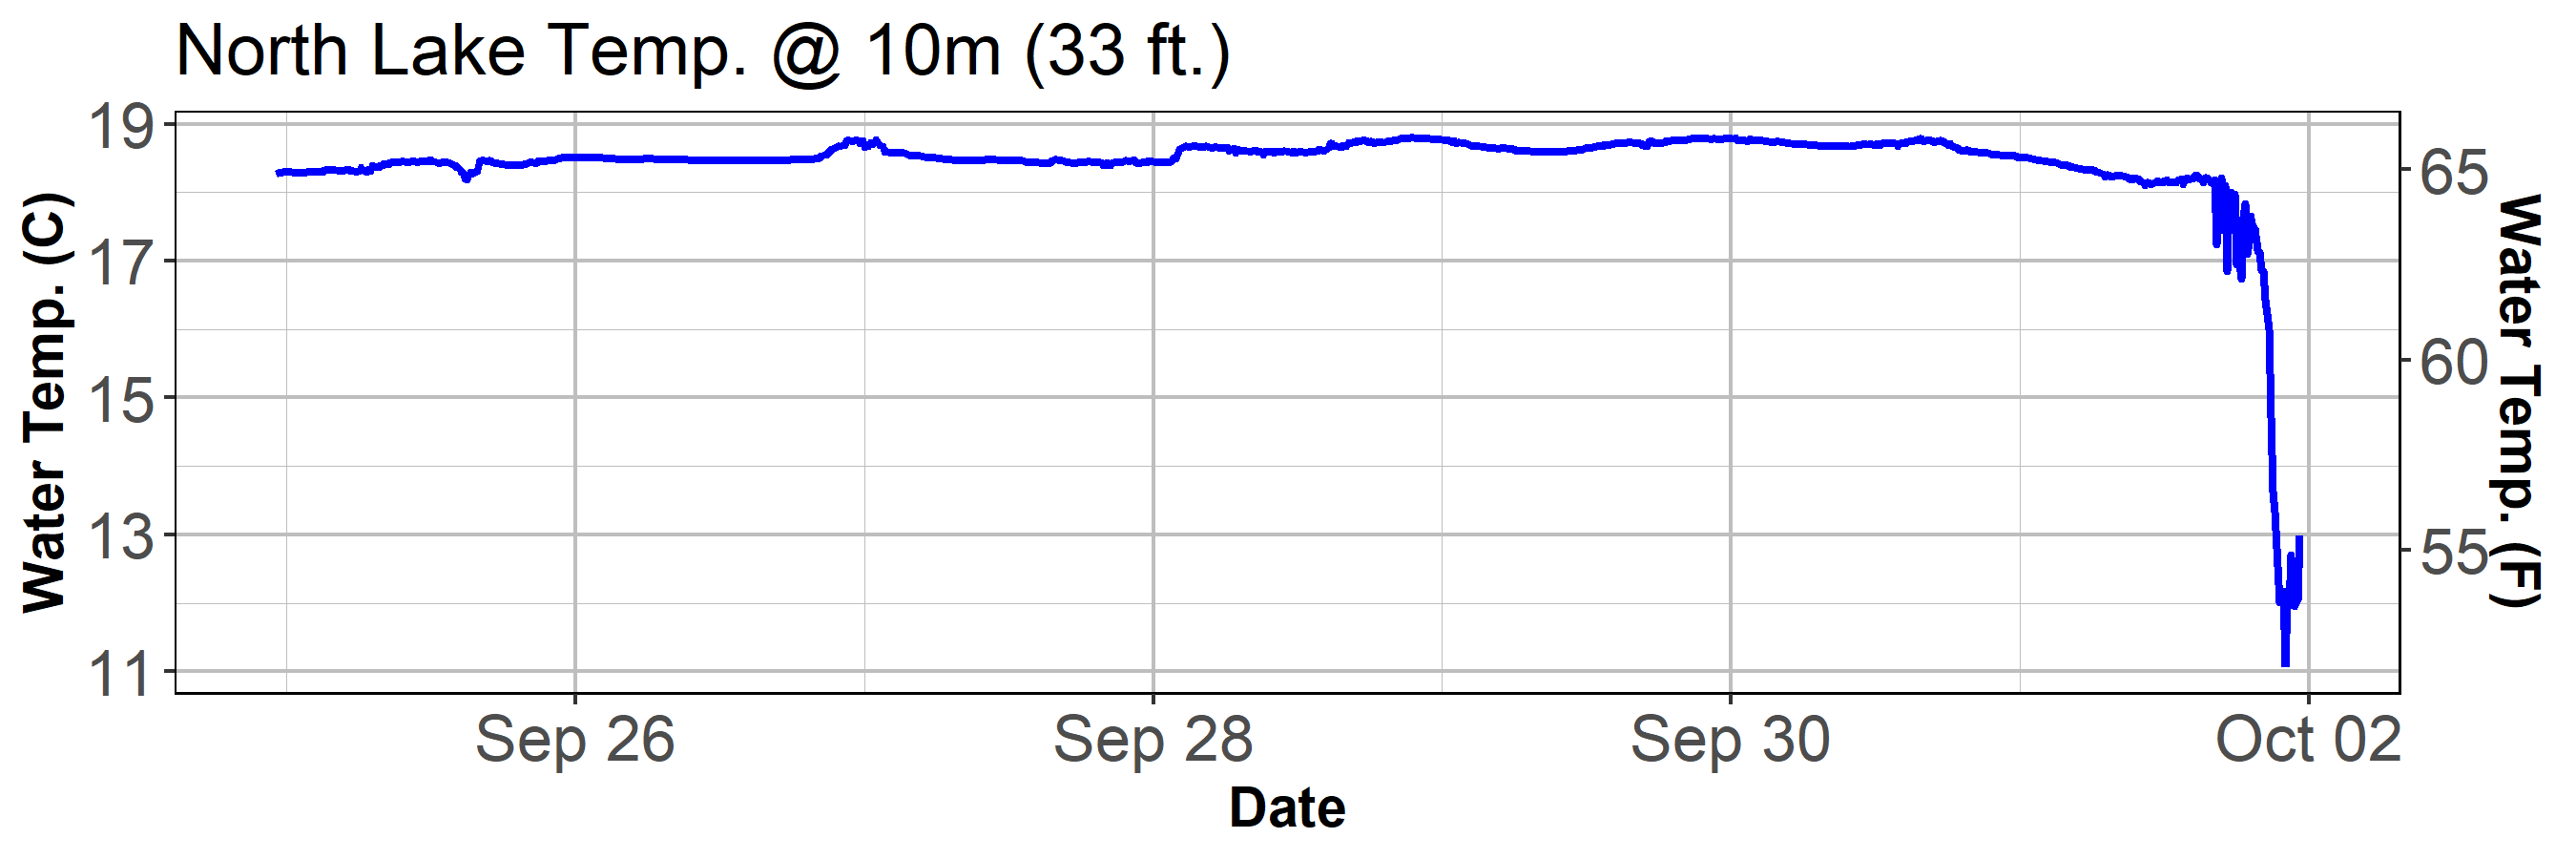 North Lake Temp. @ 10m (33 ft.)
Water Temp. (C)
19
17
15
13
11
65
60
55
Water Temp. (F)
Sep 26
Sep 28
Sep 30
Oct 02
Date